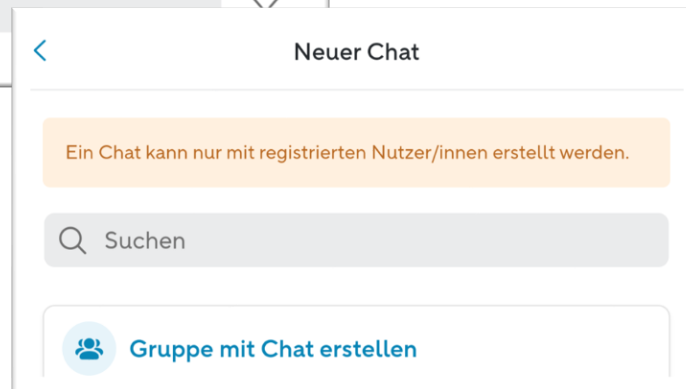 Neuer Chat
Ein Chat kann nur mit registrierten Nutzer/innen erstellt werden.
Suchen
Gruppe mit Chat erstellen